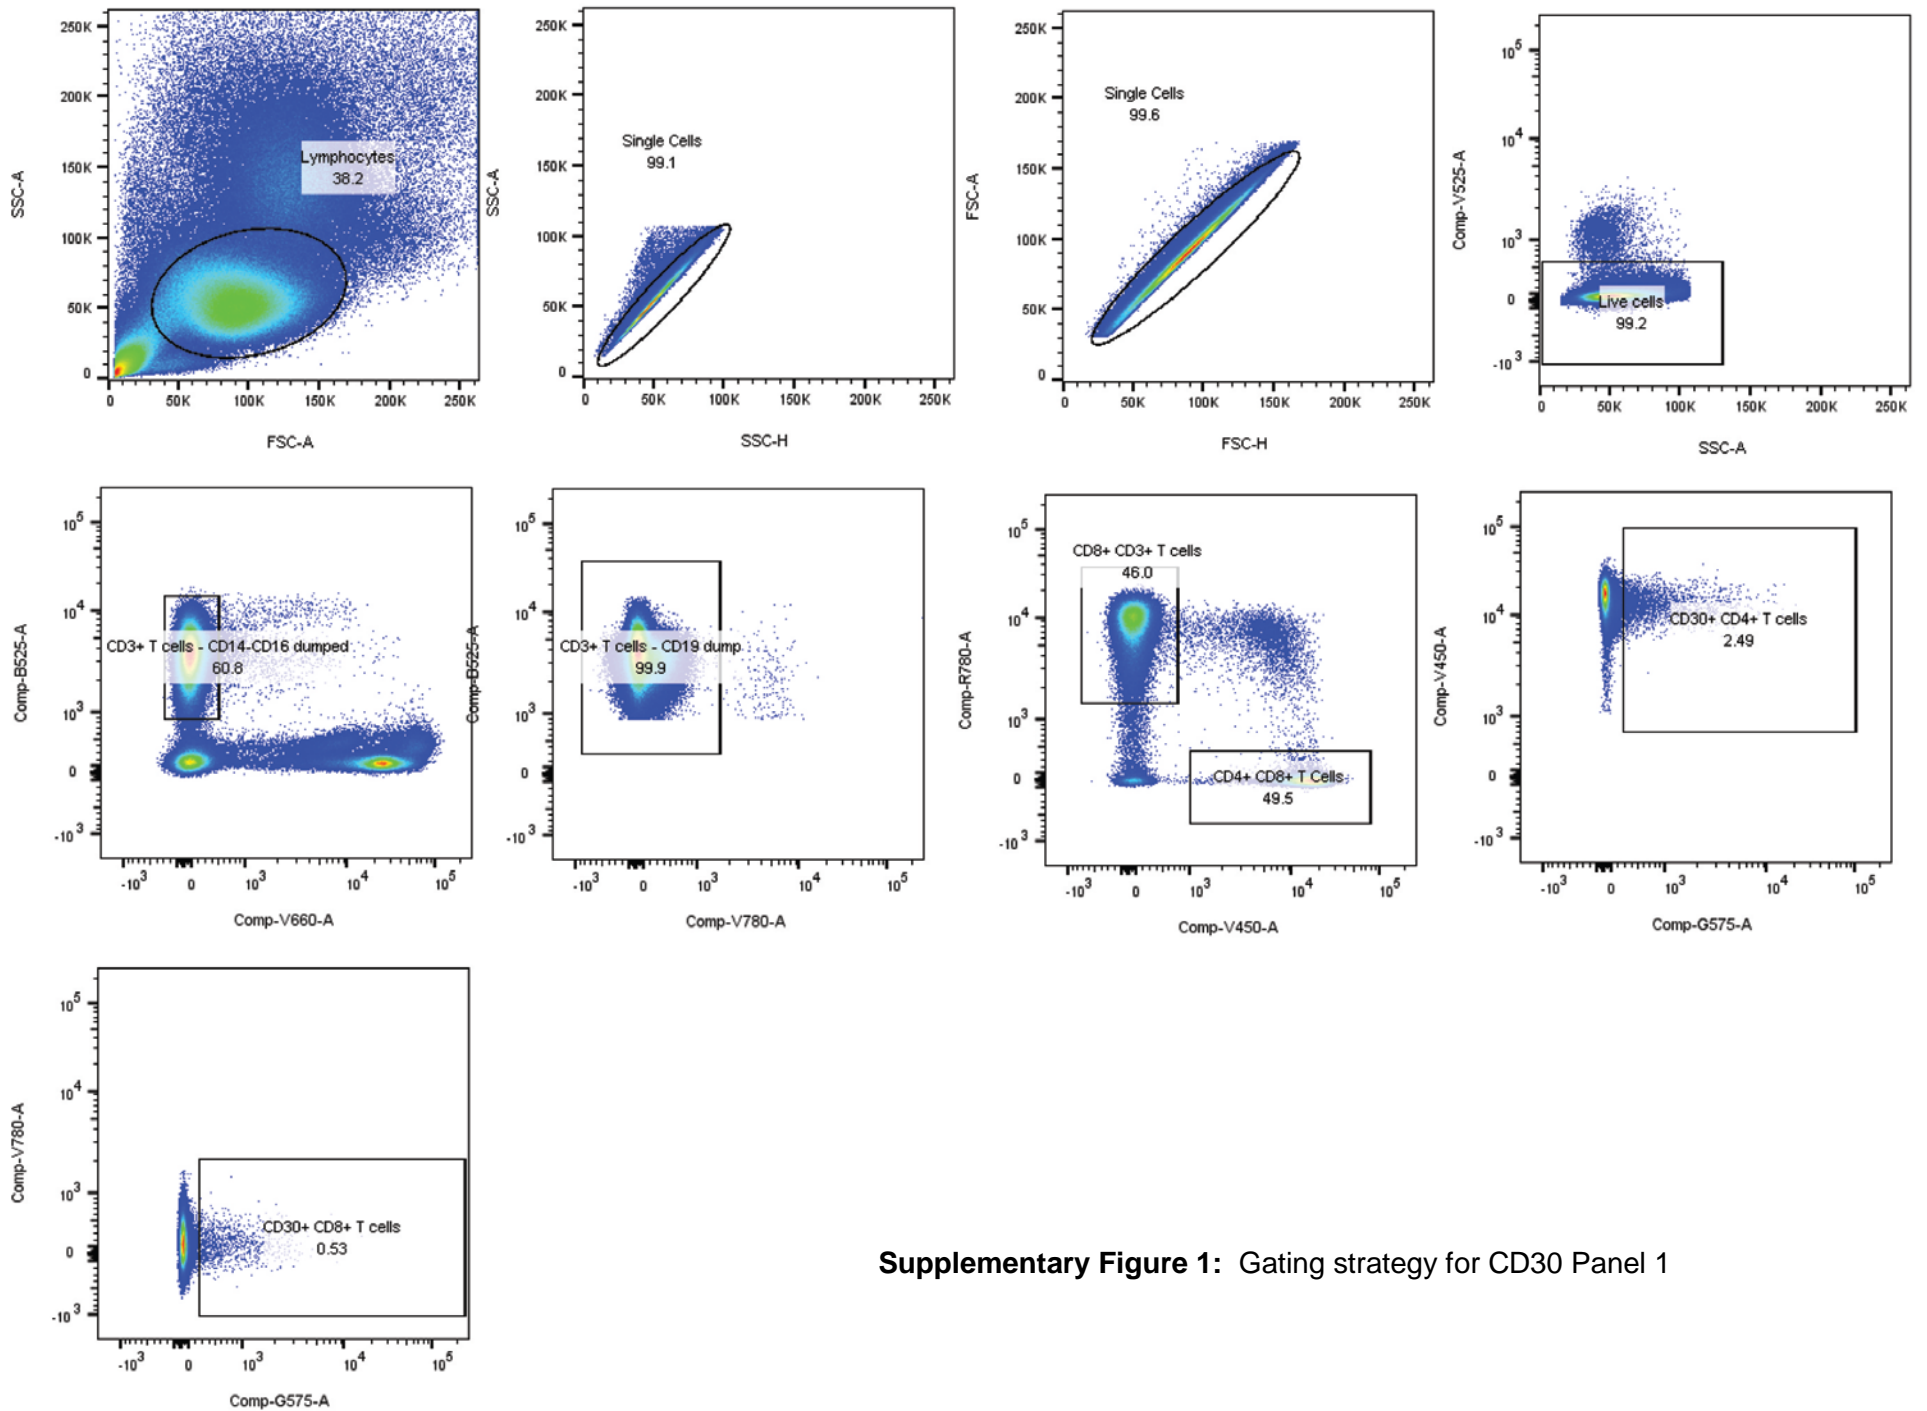 250K
200K
150K
100K
50K
0
SSC-A
Lymphocytes
38.2
0 50K 100K 150K 200K 250K
FSC-A
250K
200K
150K
100K
50K
0
SSC-A
Single Cells
99.1
0 50K 100K 150K 200K 250K
SSC-H
250K
200K
150K
100K
50K
0
FSC-A
Single Cells
99.6
0 50K 100K 150K 200K 250K
FSC-H
10^5
10^4
10^3
0
-10^3
Comp-V525-A
Live cells
99.2
0 50K 100K 150K 200K 250K
SSC-A
10^5
10^4
10^3
0
-10^3
Comp-B525-A
CD3+ T cells - CD14-CD16 dumped
60.8
-10^3 0 10^3 10^4 10^5
Comp-V660-A
10^5
10^4
10^3
0
-10^3
Comp-B525-A
CD3+ T cells - CD19 dump
99.9
-10^3 0 10^3 10^4 10^5
Comp-V780-A
10^5
10^4
10^3
0
-10^3
Comp-R780-A
CD8+ CD3+ T cells
46.0
CD4+ CD8+ T Cells
49.5
-10^3 0 10^3 10^4 10^5
Comp-V450-A
10^5
10^4
10^3
0
-10^3
Comp-V450-A
CD30+ CD4+ T cells
2.49
-10^3 0 10^3 10^4 10^5
Comp-G575-A
10^5
10^4
10^3
0
-10^3
Comp-V780-A
CD30+ CD8+ T cells
0.53
-10^3 0 10^3 10^4 10^5
Comp-G575-A
Supplementary Figure 1: Gating strategy for CD30 Panel 1